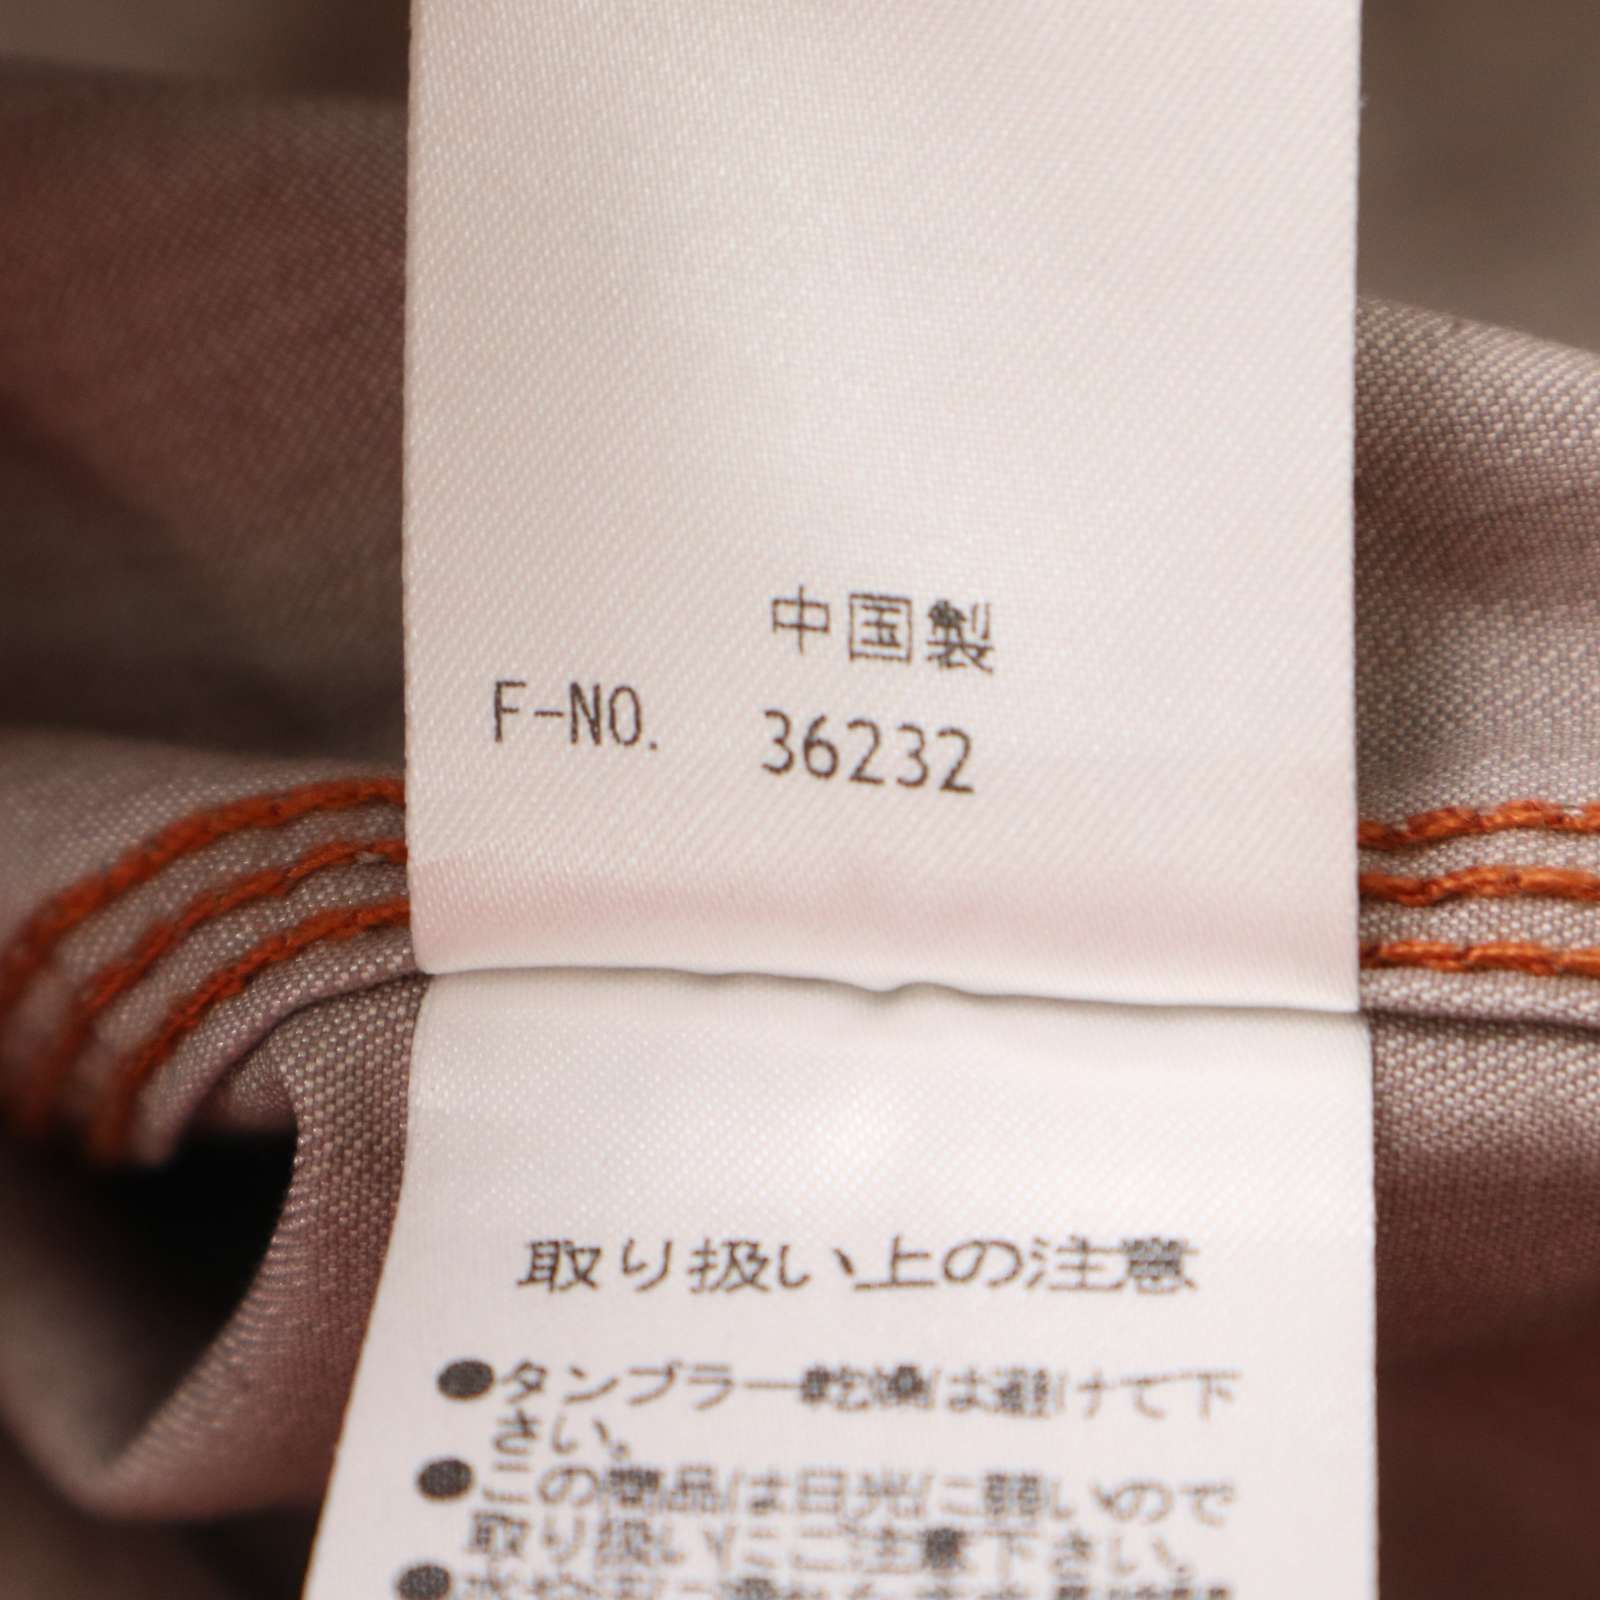 中国製
F-NO. 36232
取り扱い上の注意
●タンブラー乾燥は避けて下
さい。
●この商品は日光に弱いので
取り扱いにご注意下さい。